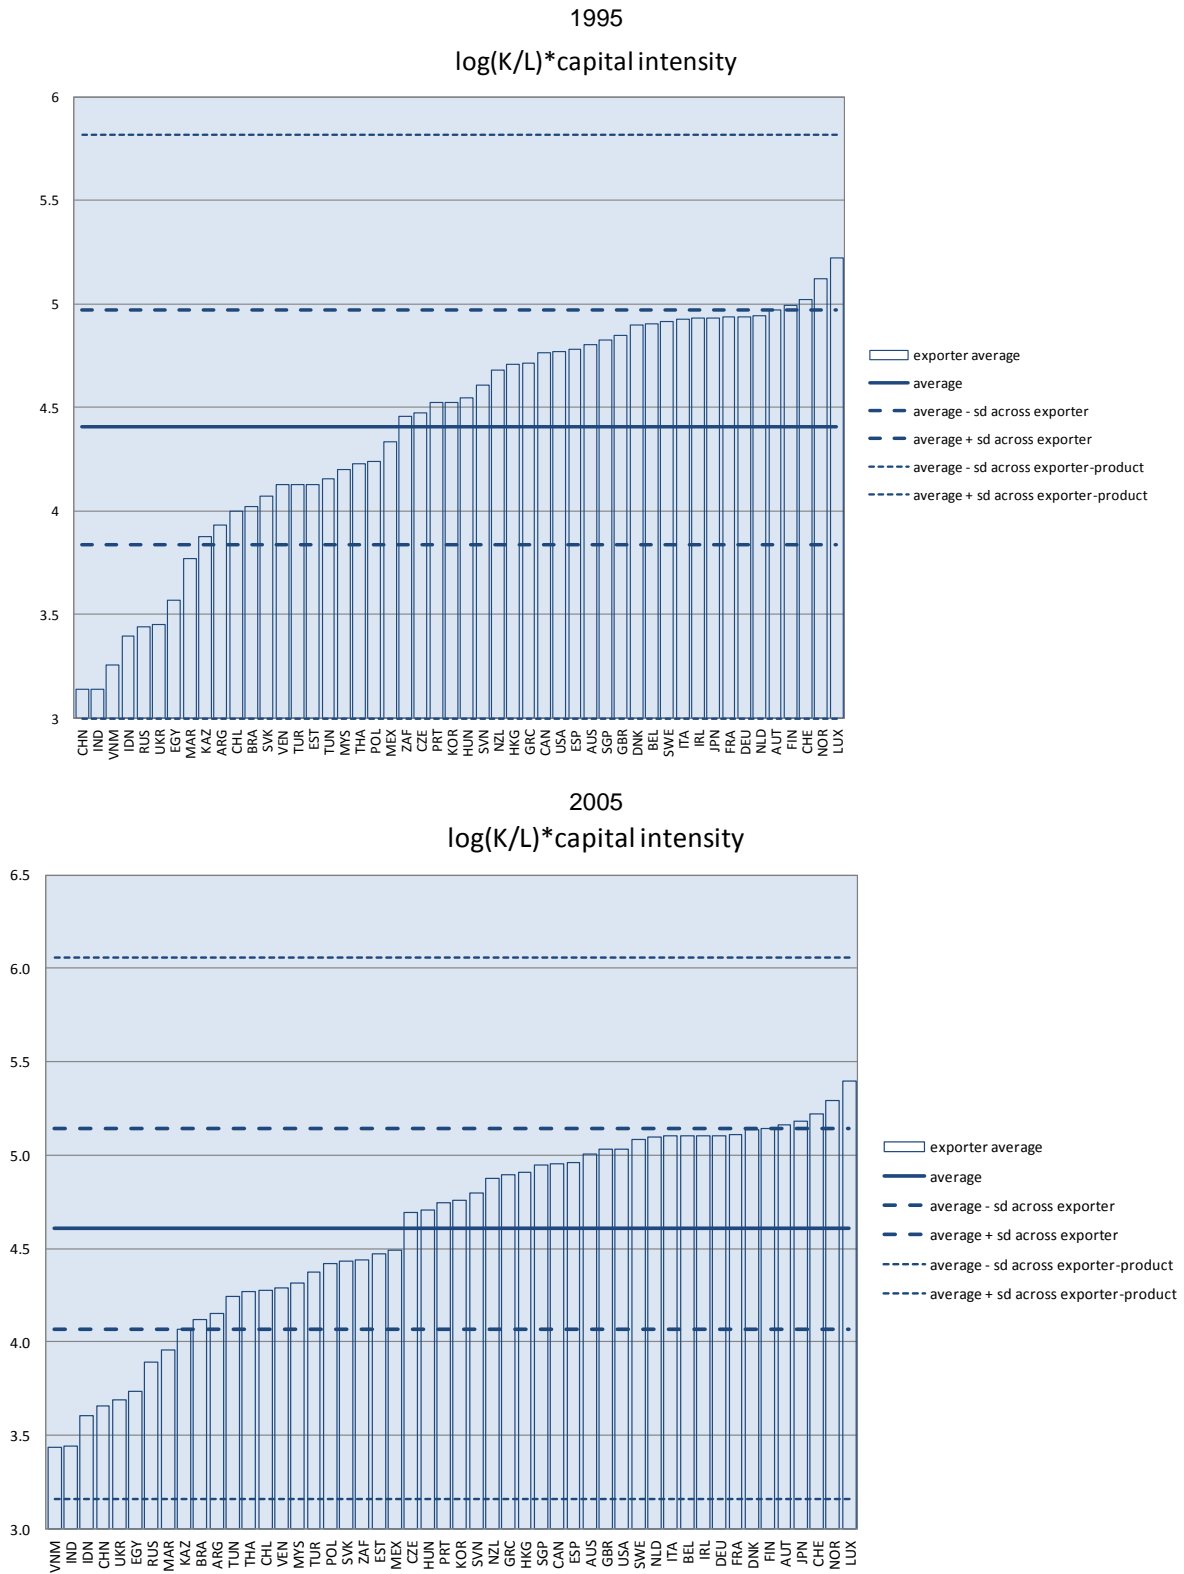 1995
log(K/L)*capital intensity
6
5.5
5
4.5
4
3.5
3
CHN IND VNM IDN RUS UKR EGY MAR KAZ ARG CHL BRA SVK VEN TUR EST TUN MYS THA POL MEX ZAF CZE PRT KOR HUN SVN NZL HKG GRC CAN USA ESP AUS SGP GBR DNK BEL SWE ITA IRL JPN FRA DEU NLD AUT FIN CHE NOR LUX
exporter average
average
average - sd across exporter
average + sd across exporter
average - sd across exporter-product
average + sd across exporter-product
2005
log(K/L)*capital intensity
6.5
6.0
5.5
5.0
4.5
4.0
3.5
3.0
VNM IND IDN CHN UKR EGY RUS MAR KAZ BRA ARG TUN THA CHL VEN MYS TUR POL SVK ZAF EST MEX CZE HUN PRT KOR SVN NZL GRC HKG SGP CAN ESP AUS GBR USA SWE NLD ITA BEL IRL DEU FRA DNK FIN AUT JPN CHE NOR LUX
exporter average
average
average - sd across exporter
average + sd across exporter
average - sd across exporter-product
average + sd across exporter-product